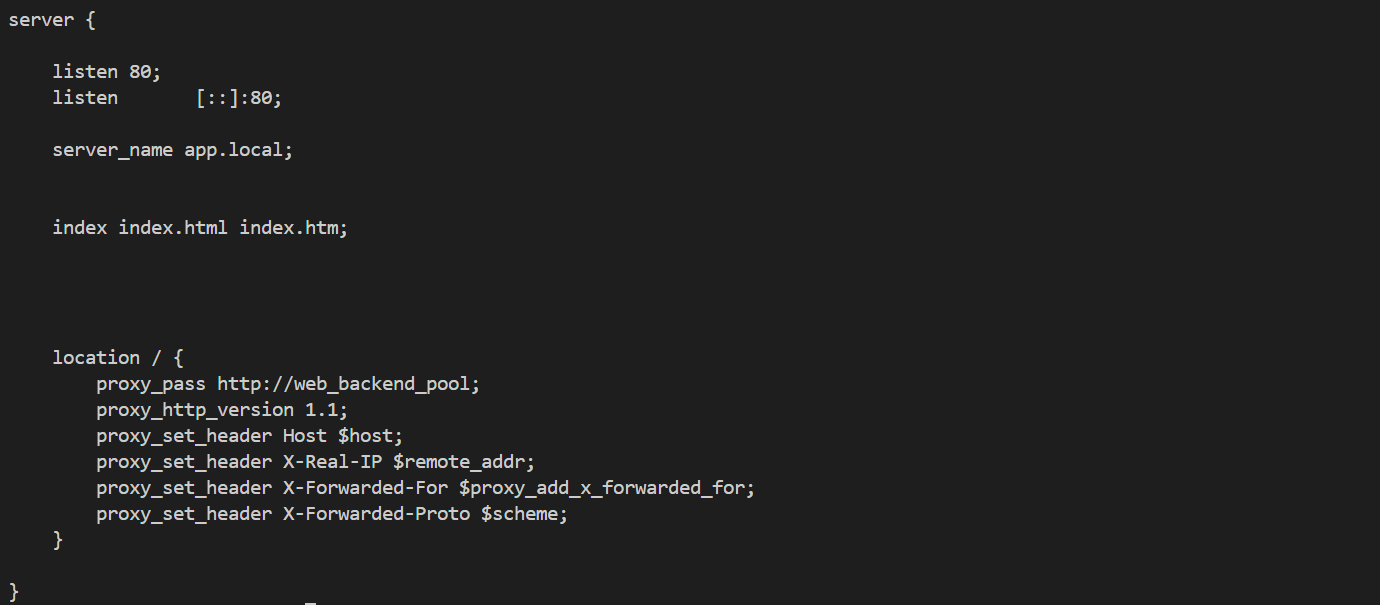 server {
    listen 80;
    listen       [::]:80;
    server_name app.local;
    index index.html index.htm;
    location / {
        proxy_pass http://web_backend_pool;
        proxy_http_version 1.1;
        proxy_set_header Host $host;
        proxy_set_header X-Real-IP $remote_addr;
        proxy_set_header X-Forwarded-For $proxy_add_x_forwarded_for;
        proxy_set_header X-Forwarded-Proto $scheme;
    }
}